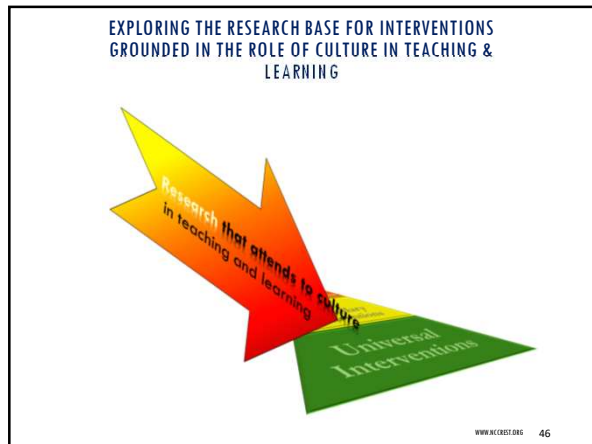 EXPLORING THE RESEARCH BASE FOR INTERVENTIONS
GROUNDED IN THE ROLE OF CULTURE IN TEACHING &
LEARNING
Research that attends to culture
in teaching and learning
Universal
Interventions
WWW.NCCREST.ORG 46